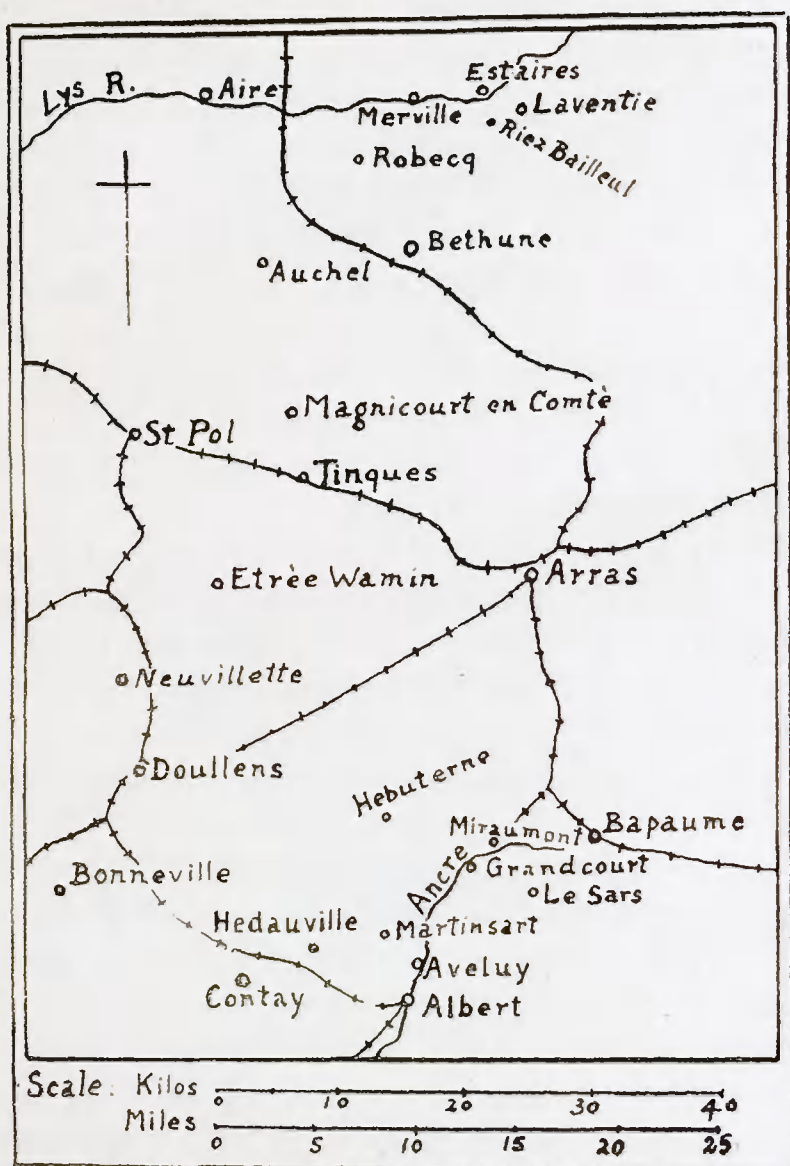 Lys R.
Aire
Estaires
Merville
Laventie
Riez Bailleul
Robecq
Bethune
Auchel
Magnicourt en Comtè
St Pol
Tinques
Etrèe Wamin
Arras
Neuvillette
Doullens
Hebuterne
Miraumont
Bapaume
Ancre
Grandcourt
Bonneville
Le Sars
Hedauville
Martinsart
Aveluy
Contay
Albert
Scale: Kilos
0 10 20 30 40
Miles
0 5 10 15 20 25